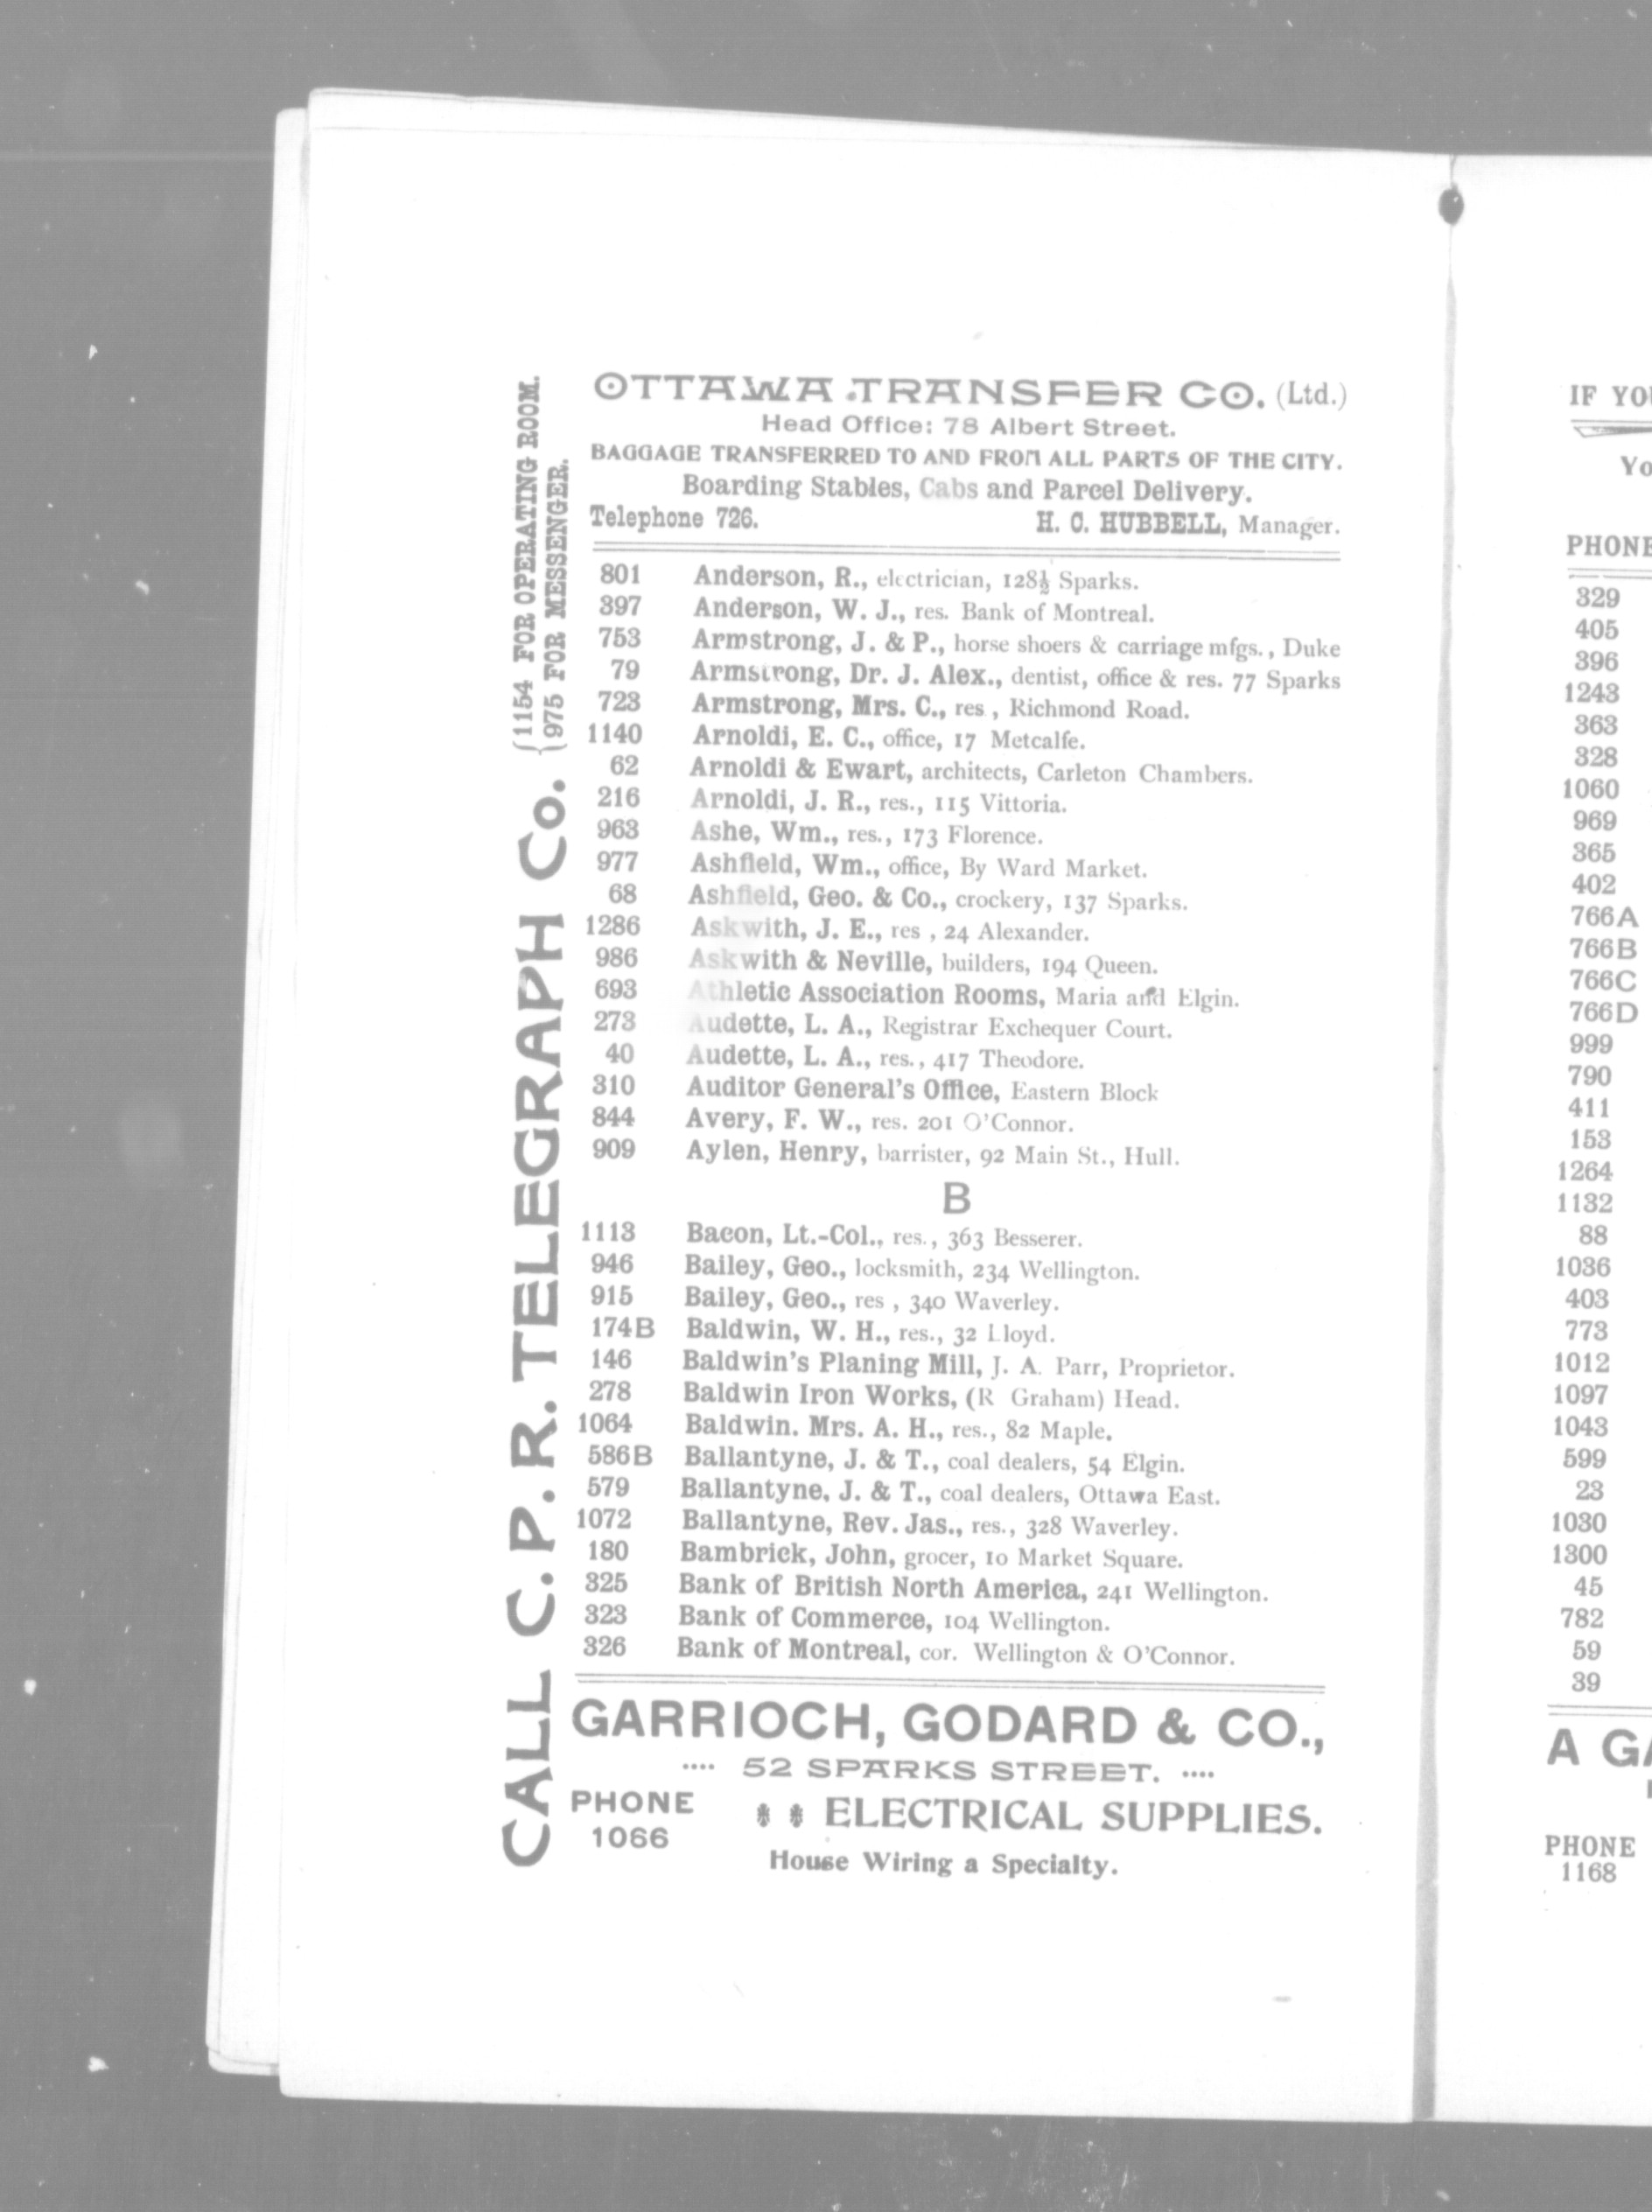 OTTAWA TRANSFER CO. (Ltd.)
Head Office: 78 Albert Street.
BAGGAGE TRANSFERRED TO AND FROM ALL PARTS OF THE CITY.
Boarding Stables, Cabs and Parcel Delivery.
Telephone 726. H. C. HUBBELL, Manager.
801 Anderson, R., electrician, 128½ Sparks.
397 Anderson, W. J., res. Bank of Montreal.
753 Armstrong, J. & P., horse shoers & carriage mfgs., Duke
79 Armstrong, Dr. J. Alex., dentist, office & res. 77 Sparks
723 Armstrong, Mrs. C., res , Richmond Road.
1140 Arnoldi, E. C., office, 17 Metcalfe.
62 Arnoldi & Ewart, architects, Carleton Chambers.
216 Arnoldi, J. R., res., 115 Vittoria.
963 Ashe, Wm., res., 173 Florence.
977 Ashfield, Wm., office, By Ward Market.
68 Ashfield, Geo. & Co., crockery, 137 Sparks.
1286 Askwith, J. E., res , 24 Alexander.
986 Askwith & Neville, builders, 194 Queen.
693 Athletic Association Rooms, Maria and Elgin.
273 Audette, L. A., Registrar Exchequer Court.
40 Audette, L. A., res., 417 Theodore.
310 Auditor General's Office, Eastern Block
844 Avery, F. W., res. 201 O'Connor.
909 Aylen, Henry, barrister, 92 Main St., Hull.
B
1113 Bacon, Lt.-Col., res., 363 Besserer.
946 Bailey, Geo., locksmith, 234 Wellington.
915 Bailey, Geo., res , 340 Waverley.
174B Baldwin, W. H., res., 32 Lloyd.
146 Baldwin's Planing Mill, J. A. Parr, Proprietor.
278 Baldwin Iron Works, (R Graham) Head.
1064 Baldwin. Mrs. A. H., res., 82 Maple.
586B Ballantyne, J. & T., coal dealers, 54 Elgin.
579 Ballantyne, J. & T., coal dealers, Ottawa East.
1072 Ballantyne, Rev. Jas., res., 328 Waverley.
180 Bambrick, John, grocer, 10 Market Square.
325 Bank of British North America, 241 Wellington.
323 Bank of Commerce, 104 Wellington.
326 Bank of Montreal, cor. Wellington & O'Connor.
GARRIOCH, GODARD & CO.,
.... 52 SPARKS STREET. ....
PHONE 1066
ELECTRICAL SUPPLIES.
House Wiring a Specialty.
CALL C. P. R. TELEGRAPH Co.
{1154 FOR OPERATING ROOM.
{975 FOR MESSENGER.
IF YO
Yo
PHONE
329
405
396
1243
363
328
1060
969
365
402
766A
766B
766C
766D
999
790
411
153
1264
1132
88
1036
403
773
1012
1097
1043
599
23
1030
1300
45
782
59
39
A GA
PHONE
1168